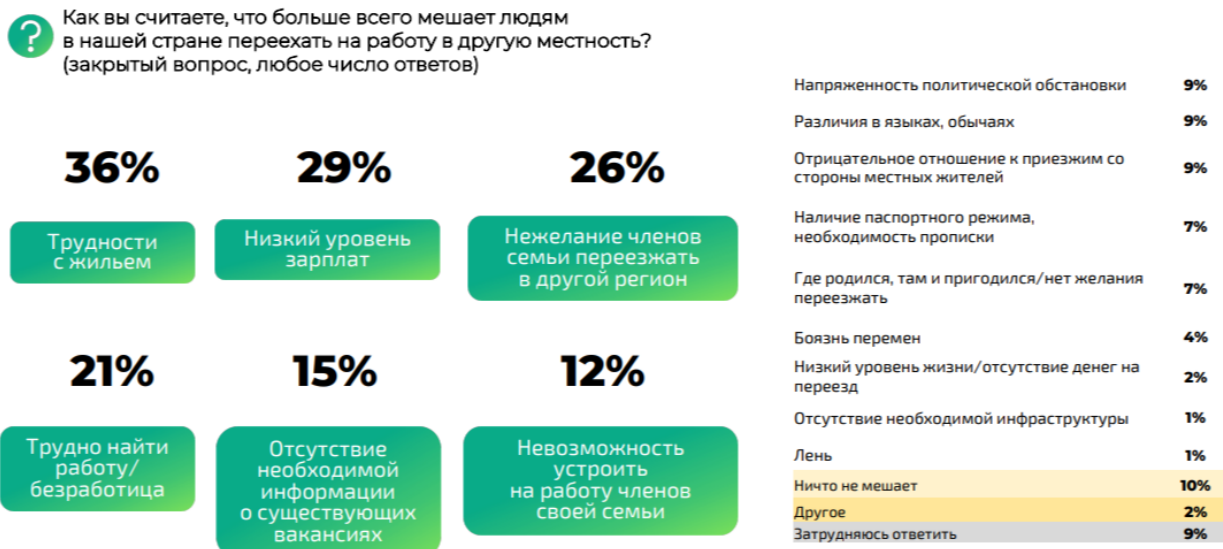 ?
Как вы считаете, что больше всего мешает людям
в нашей стране переехать на работу в другую местность?
(закрытый вопрос, любое число ответов)
36%
Трудности
с жильем
29%
Низкий уровень
зарплат
26%
Нежелание членов
семьи переезжать
в другой регион
21%
Трудно найти
работу/
безработица
15%
Отсутствие
необходимой
информации
о существующих
вакансиях
12%
Невозможность
устроить
на работу членов
своей семьи
Напряженность политической обстановки 9%
Различия в языках, обычаях 9%
Отрицательное отношение к приезжим со
стороны местных жителей 9%
Наличие паспортного режима,
необходимость прописки 7%
Где родился, там и пригодился/нет желания
переезжать 7%
Боязнь перемен 4%
Низкий уровень жизни/отсутствие денег на
переезд 2%
Отсутствие необходимой инфраструктуры 1%
Лень 1%
Ничто не мешает 10%
Другое 2%
Затрудняюсь ответить 9%